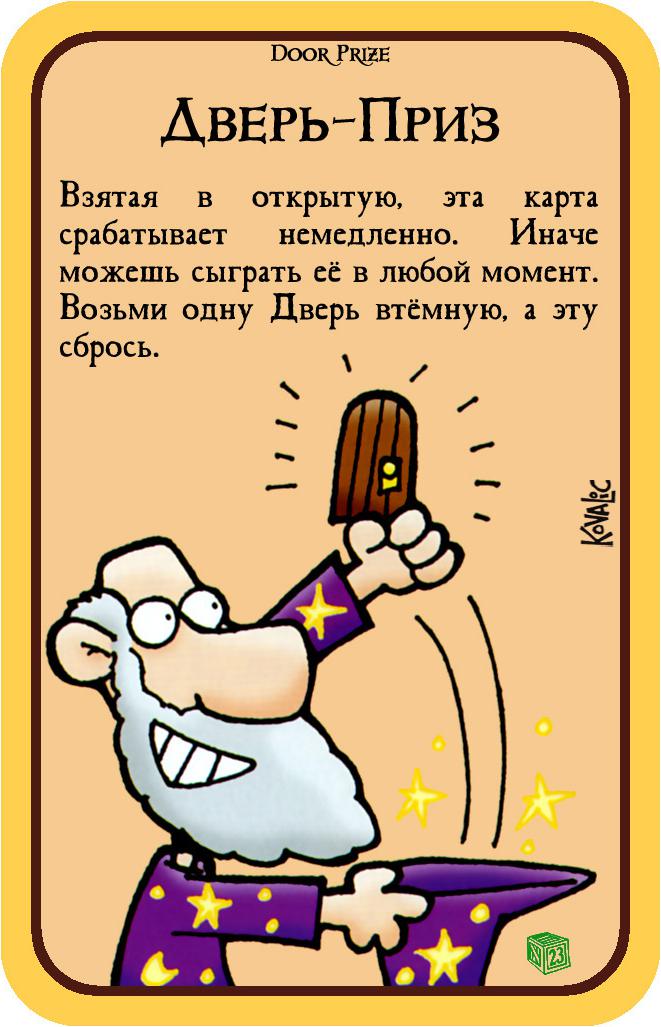 Door Prize
Дверь-Приз
Взятая в открытую, эта карта
срабатывает немедленно. Иначе
можешь сыграть её в любой момент.
Возьми одну Дверь втёмную, а эту
сбрось.
Kovalic
23